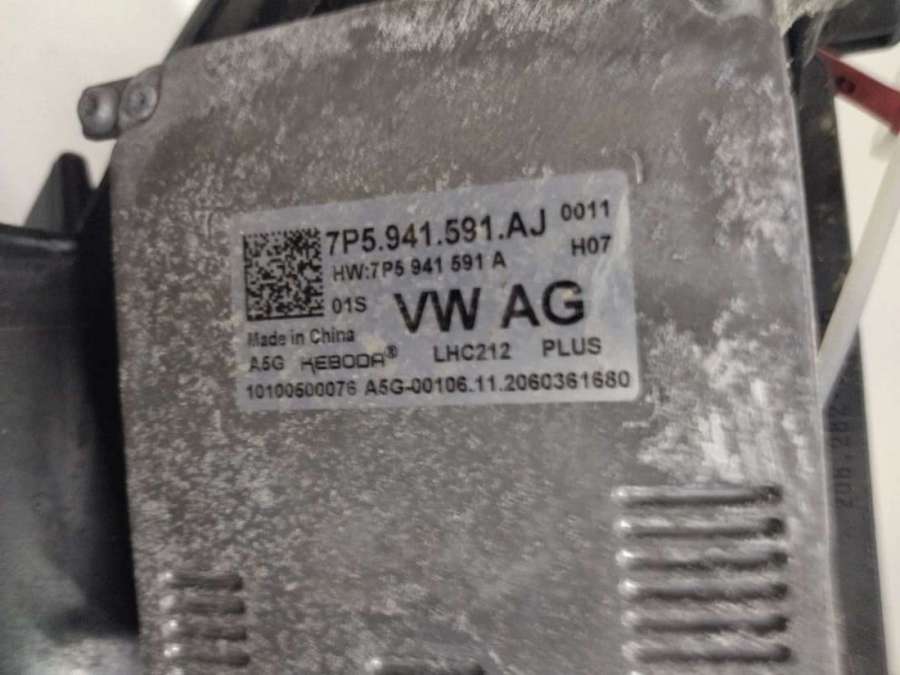 7P5.941.591.AJ 0011
HW:7P5 941 591 A H07
01S VW AG
Made in China
A5G KEBODA® LHC212 PLUS
10100500076 A5G-00106.11.2060361680